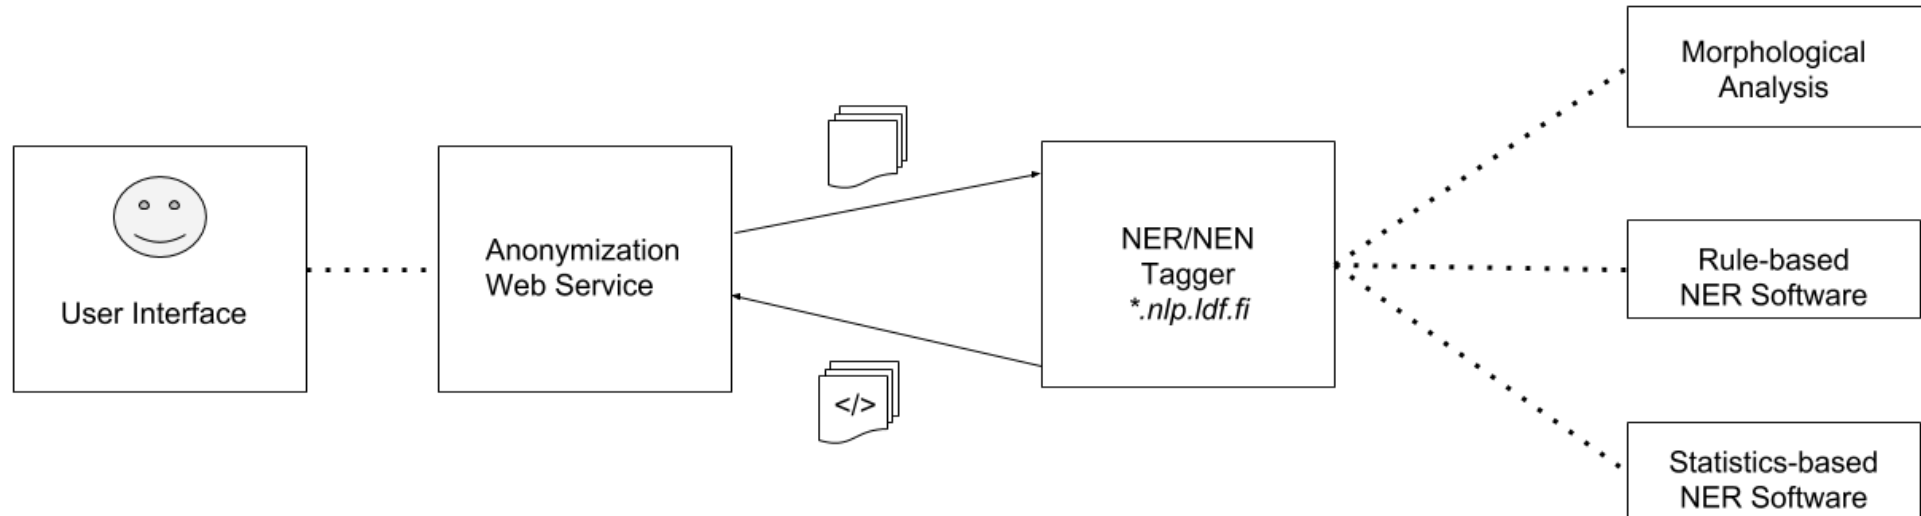 User Interface
Anonymization
Web Service
</>
NER/NEN
Tagger
*.nlp.ldf.fi
Morphological
Analysis
Rule-based
NER Software
Statistics-based
NER Software